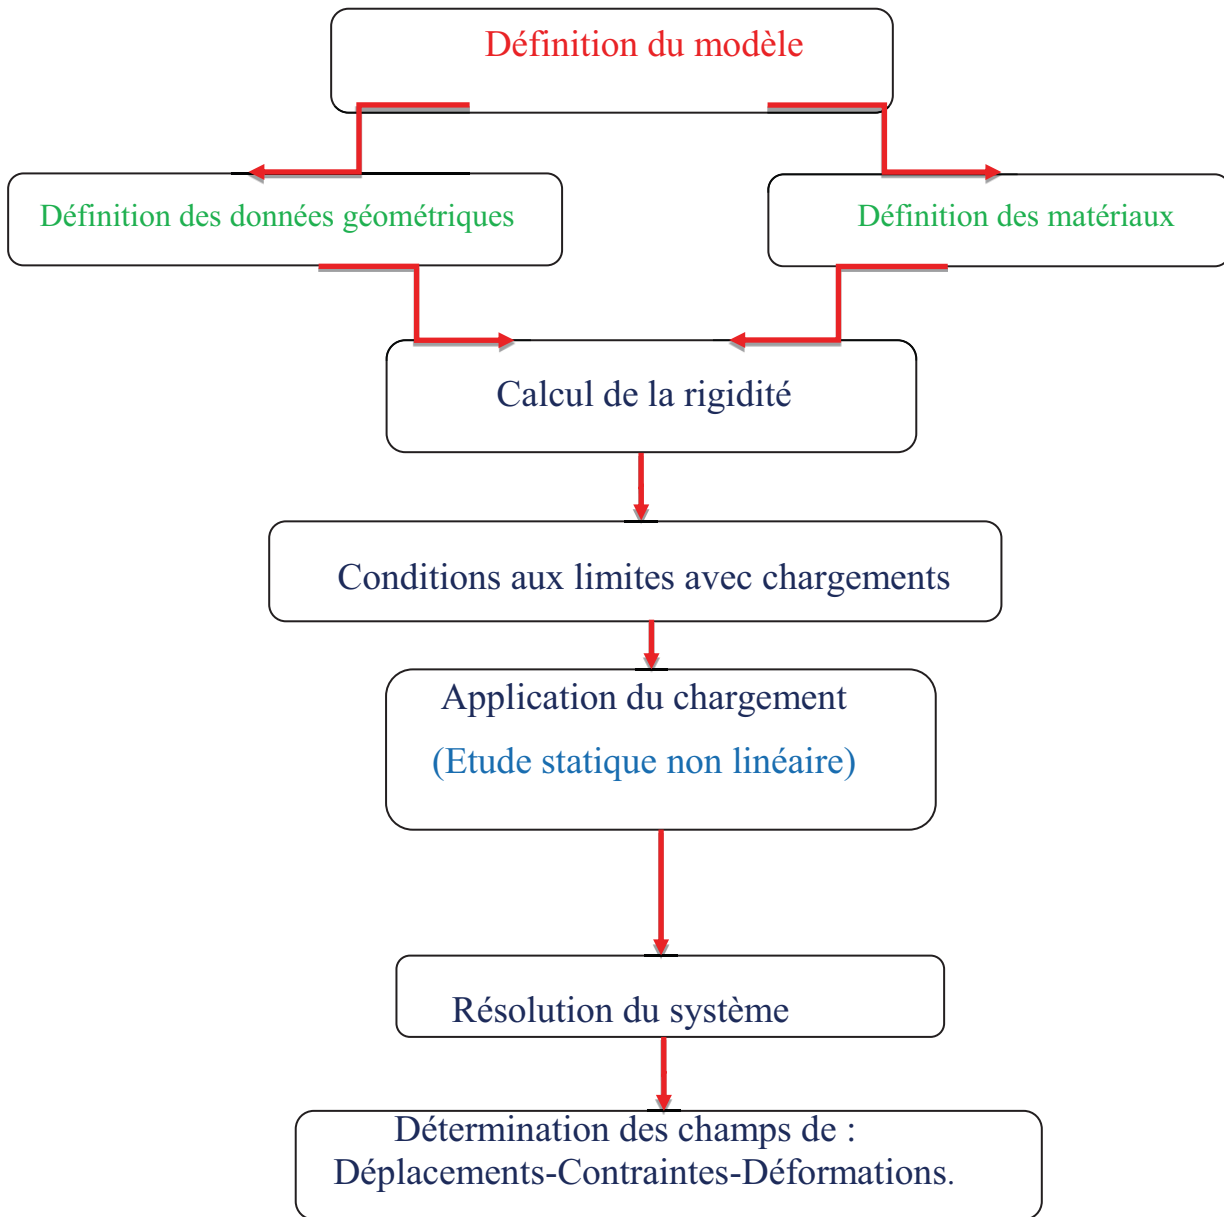 Définition du modèle
Définition des données géométriques
Définition des matériaux
Calcul de la rigidité
Conditions aux limites avec chargements
Application du chargement
(Etude statique non linéaire)
Résolution du système
Détermination des champs de :
Déplacements-Contraintes-Déformations.